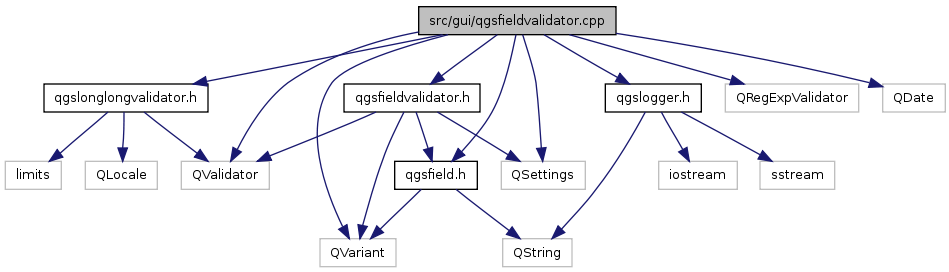 src/gui/qgsfieldvalidator.cpp
qgslonglongvalidator.h
qgsfieldvalidator.h
qgslogger.h
QRegExpValidator
QDate
limits
QLocale
QValidator
qgsfield.h
QSettings
iostream
sstream
QVariant
QString